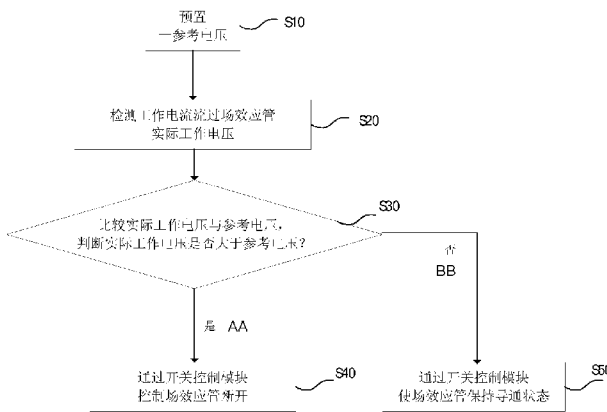 预置
一参考电压
S10
检测工作电流流过场效应管
实际工作电压
S20
比较实际工作电压与参考电压,
判断实际工作电压是否大于参考电压?
S30
否
BB
是 AA
通过开关控制模块
控制场效应管断开
S40
通过开关控制模块
使场效应管保持导通状态
S50